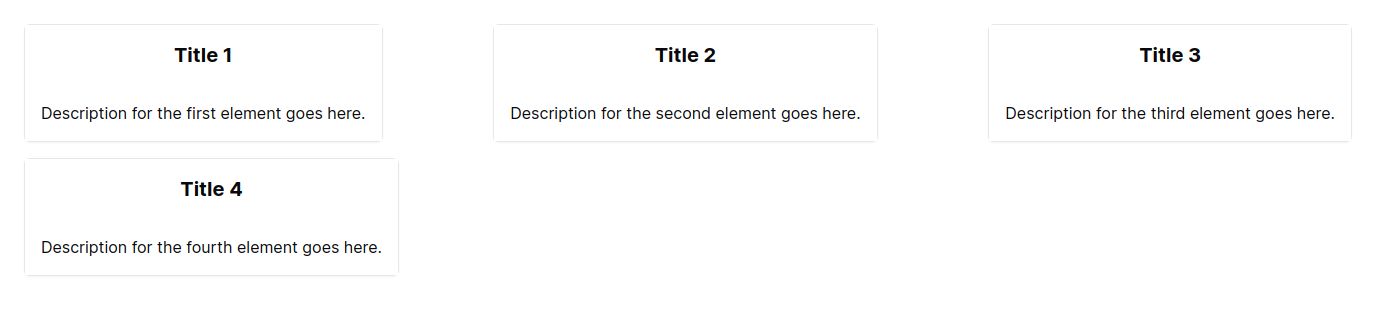 Title 1
Description for the first element goes here.
Title 2
Description for the second element goes here.
Title 3
Description for the third element goes here.
Title 4
Description for the fourth element goes here.